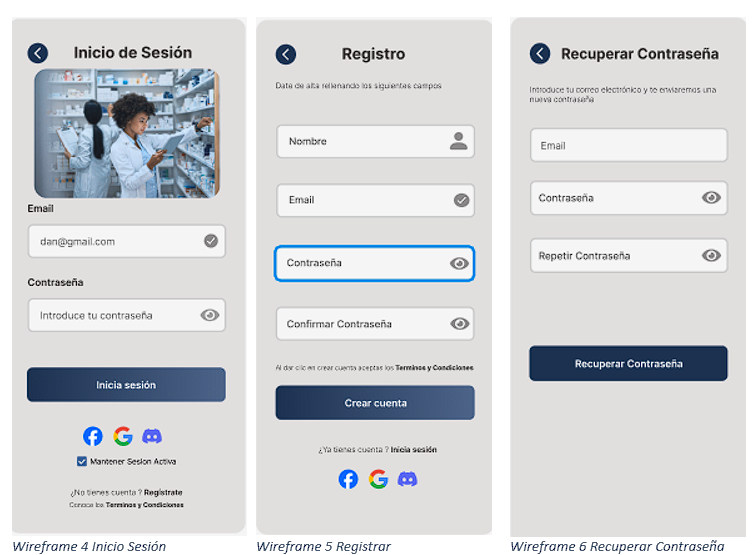 Inicio de Sesión
Email
dan@gmail.com
Contraseña
Introduce tu contraseña
Inicia sesión
Mantener Sesion Activa
¿No tienes cuenta ? Regístrate
Conoce los Terminos y Condiciones
Wireframe 4 Inicio Sesión
Registro
Date de alta rellenando los siguientes campos
Nombre
Email
Contraseña
Confirmar Contraseña
Al dar clic en crear cuenta aceptas los Terminos y Condiciones
Crear cuenta
¿Ya tienes cuenta ? Inicia sesión
Wireframe 5 Registrar
Recuperar Contraseña
Introduce tu correo electrónico y te enviaremos una
nueva contraseña
Email
Contraseña
Repetir Contraseña
Recuperar Contraseña
Wireframe 6 Recuperar Contraseña